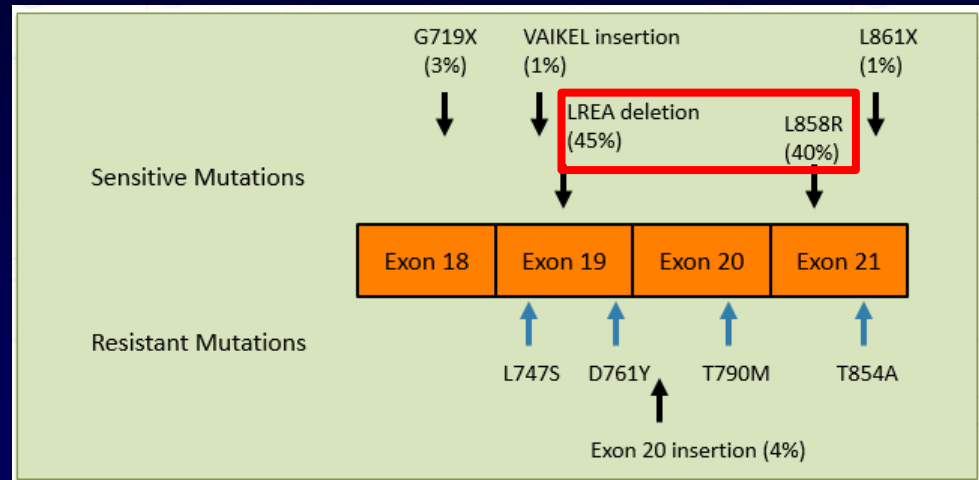 G719X
(3%)
VAIKEL insertion
(1%)
L861X
(1%)
LREA deletion
(45%)
L858R
(40%)
Sensitive Mutations
Exon 18
Exon 19
Exon 20
Exon 21
Resistant Mutations
L747S
D761Y
T790M
T854A
Exon 20 insertion (4%)